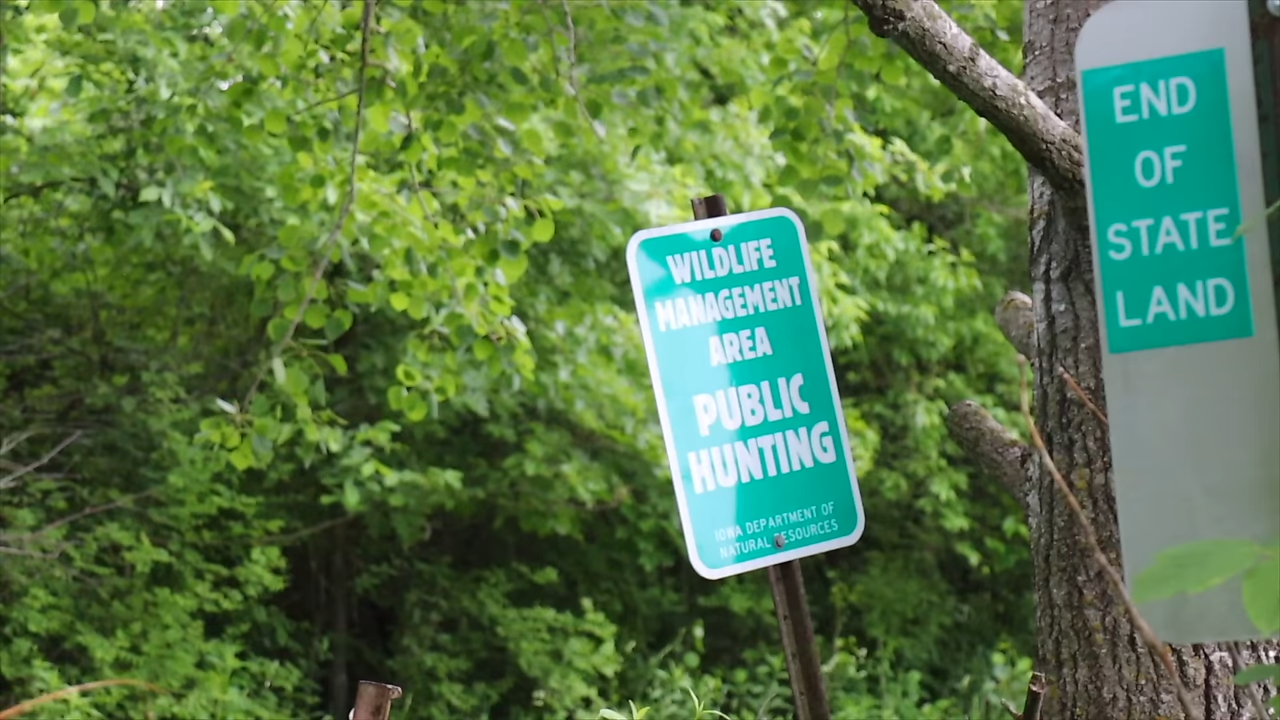 WILDLIFE
MANAGEMENT
AREA
PUBLIC
HUNTING
IOWA DEPARTMENT OF
NATURAL RESOURCES
END
OF
STATE
LAND